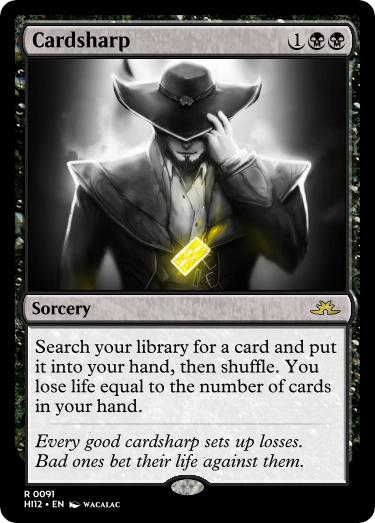 Cardsharp 1
Sorcery
Search your library for a card and put
it into your hand, then shuffle. You
lose life equal to the number of cards
in your hand.
Every good cardsharp sets up losses.
Bad ones bet their life against them.
R 0091
HI12 • EN WACALAC